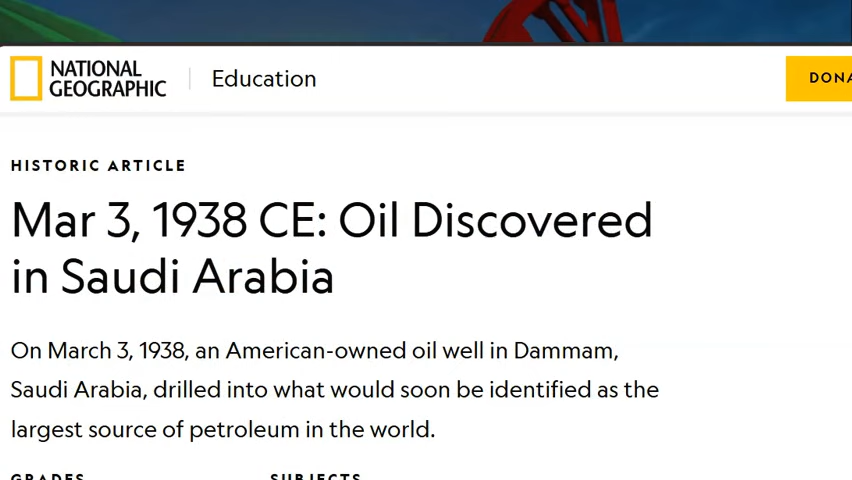 NATIONAL
GEOGRAPHIC
Education
HISTORIC ARTICLE
Mar 3, 1938 CE: Oil Discovered
in Saudi Arabia
On March 3, 1938, an American-owned oil well in Dammam,
Saudi Arabia, drilled into what would soon be identified as the
largest source of petroleum in the world.
GRADES
SUBJECTS